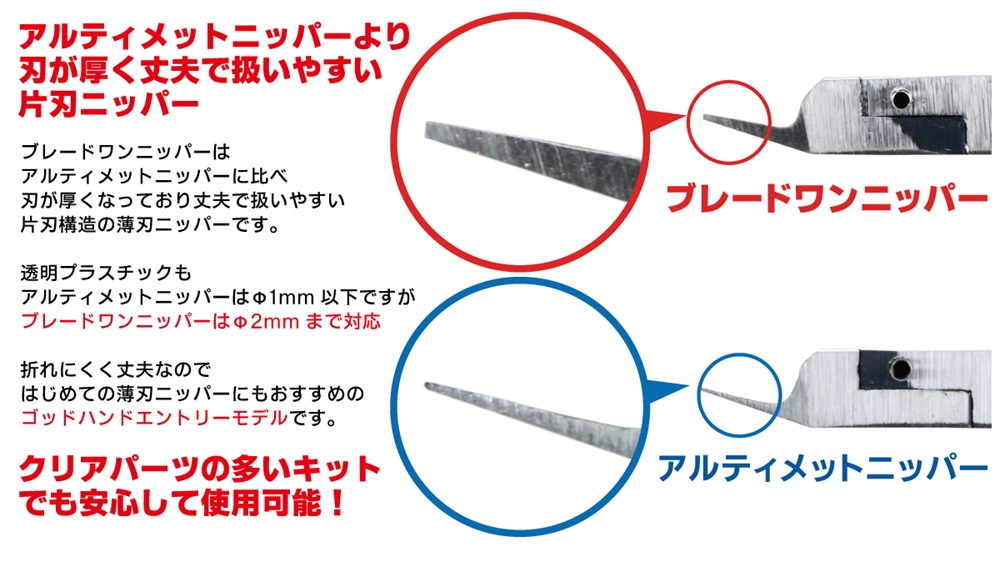 アルティメットニッパーより
刃が厚く丈夫で扱いやすい
片刃ニッパー
ブレードワンニッパーは
アルティメットニッパーに比べ
刃が厚くなっており丈夫で扱いやすい
片刃構造の薄刃ニッパーです。
透明プラスチックも
アルティメットニッパーはΦ1mm 以下ですが
ブレードワンニッパーはΦ2mm まで対応
折れにくく丈夫なので
はじめての薄刃ニッパーにもおすすめの
ゴッドハンドエントリーモデルです。
クリアパーツの多いキット
でも安心して使用可能！
ブレードワンニッパー
アルティメットニッパー